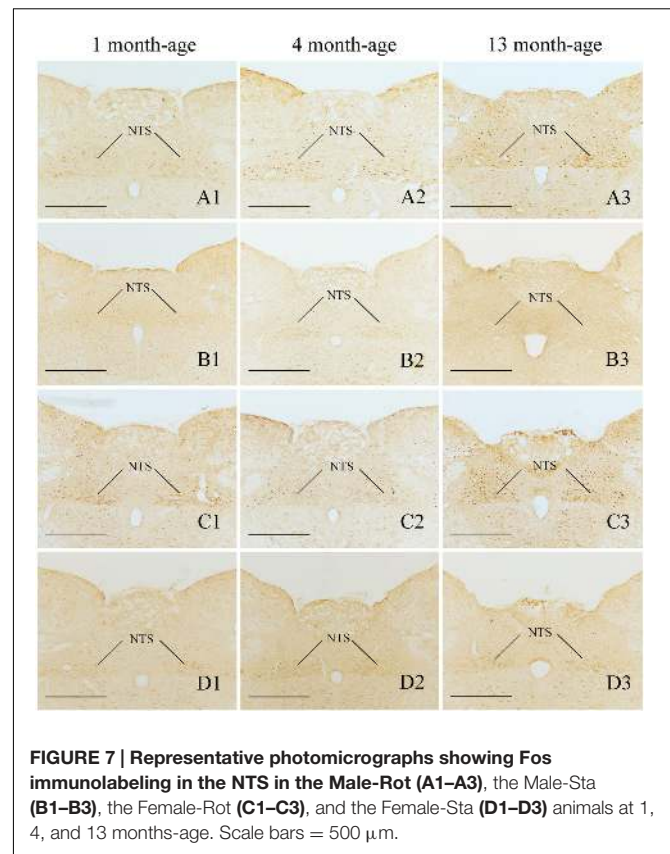 1 month-age 4 month-age 13 month-age
NTS NTS NTS
A1 A2 A3
NTS NTS NTS
B1 B2 B3
NTS NTS NTS
C1 C2 C3
NTS NTS NTS
D1 D2 D3
FIGURE 7 | Representative photomicrographs showing Fos
immunolabeling in the NTS in the Male-Rot (A1–A3), the Male-Sta
(B1–B3), the Female-Rot (C1–C3), and the Female-Sta (D1–D3) animals at 1,
4, and 13 months-age. Scale bars = 500 μm.